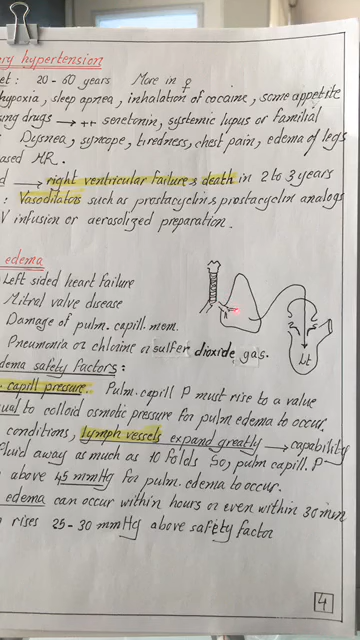 ry hypertension
et: 20-60 years More in ♀
hypoxia, sleep apnea, inhalation of cocaine, some appetite
ng drugs → ++ serotonin, systemic lupus or familial
Dysnea, syncope, tiredness, chest pain, edema of legs
ased HR.
d → right ventricular failure & death in 2 to 3 years
: Vasodilators such as prostacyclins, prostacyclin analogs
V infusion or aerosolized preparation.
edema
Left sided heart failure
Mitral valve disease
Damage of pulm. capill mem.
Pneumonia or chlorine or sulfer dioxide gas.
dema safety factors:
. capill pressure. Pulm. capill P must rise to a value
ual to colloid osmotic pressure for pulm edema to occur.
conditions, lymph vessels expand greatly → capability
fluid away as much as 10 folds So, pulm capill. P
above 45 mmHg for pulm. edema to occur.
edema can occur within hours or even within 30 min
rises 25-30 mmHg above safety factor
4